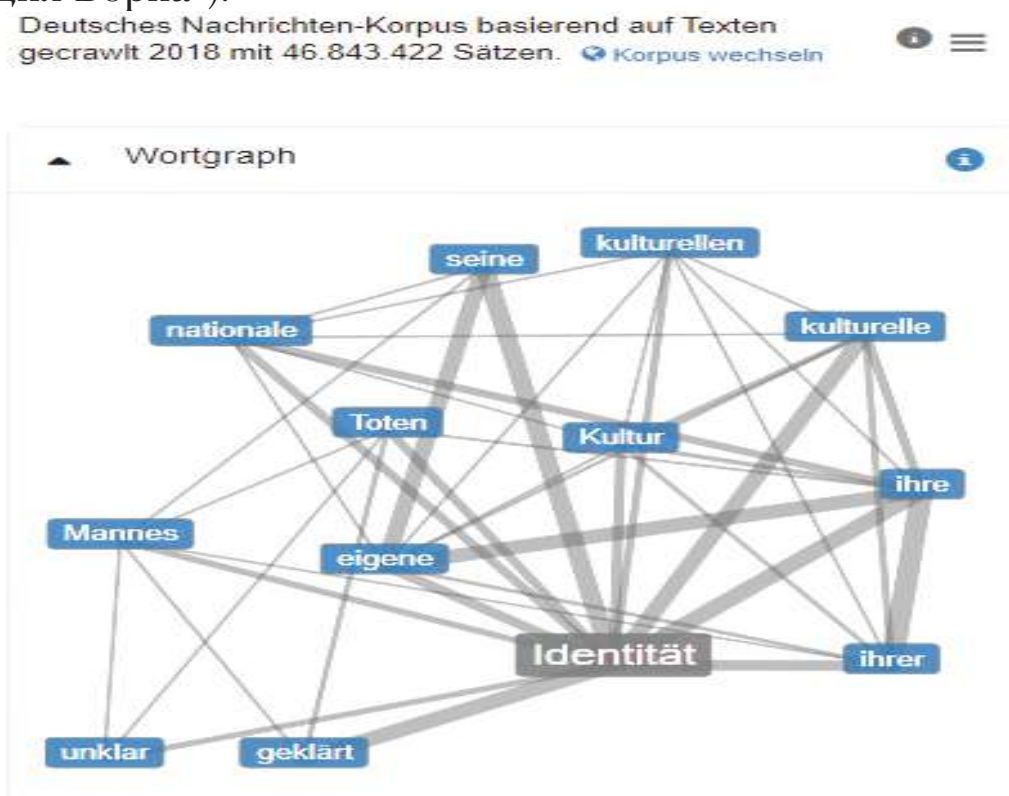 Deutsches Nachrichten-Korpus basierend auf Texten
gecrawlt 2018 mit 46.843.422 Sätzen. Korpus wechseln
Wortgraph
kulturellen
seine
nationale
kulturelle
Toten
Kultur
ihre
Mannes
eigene
Identität
ihrer
unklar
geklärt